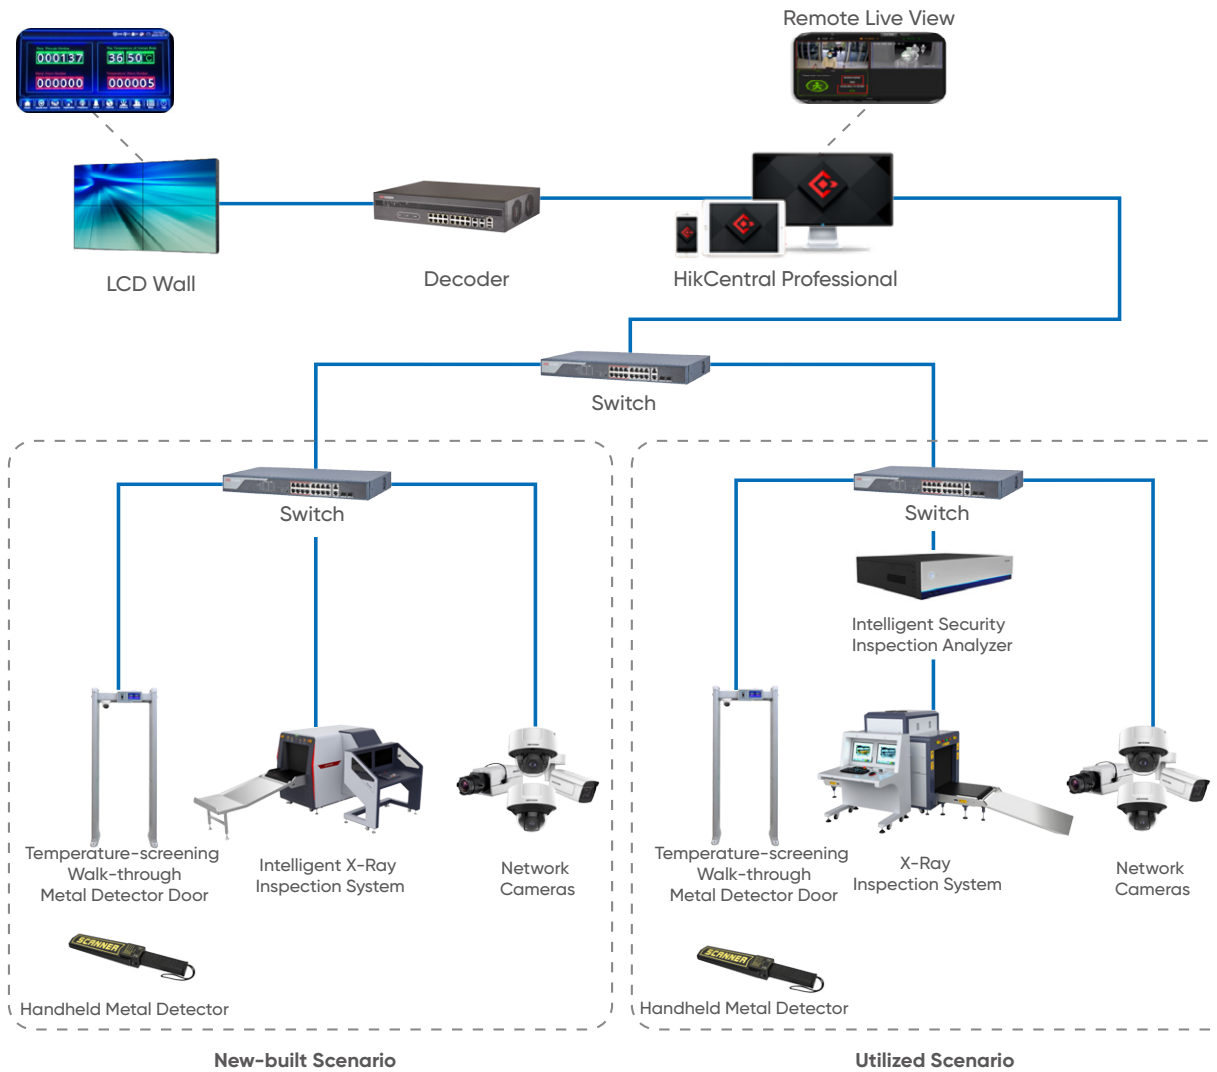 Remote Live View
000137
36 50
000000
000005
LCD Wall
Decoder
HikCentral Professional
Switch
Switch
Switch
Intelligent Security
Inspection Analyzer
Temperature-screening
Walk-through
Metal Detector Door
Intelligent X-Ray
Inspection System
Network
Cameras
Temperature-screening
Walk-through
Metal Detector Door
X-Ray
Inspection System
Network
Cameras
SCANNER
Handheld Metal Detector
SCANNER
Handheld Metal Detector
New-built Scenario
Utilized Scenario